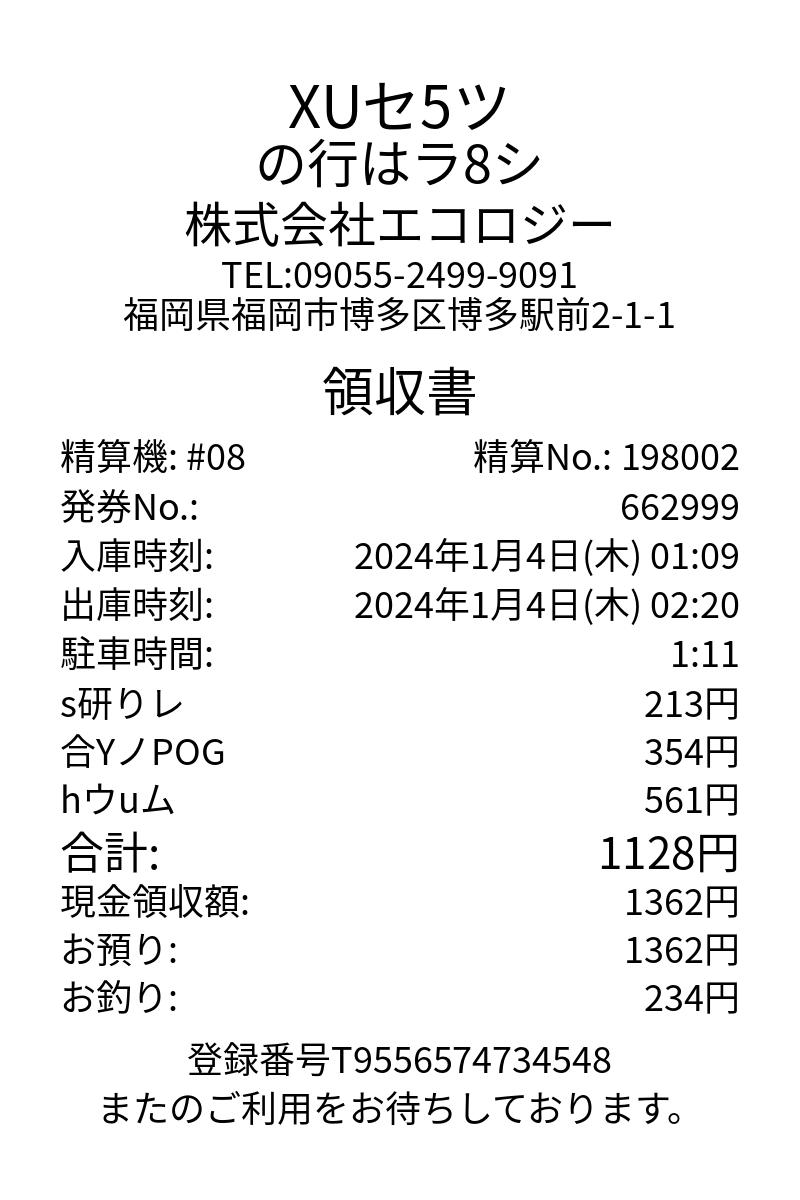 XUセ5ツ
の行はラ8シ
株式会社エコロジー
TEL:09055-2499-9091
福岡県福岡市博多区博多駅前2-1-1
領収書
精算機: #08 精算No.: 198002
発券No.: 662999
入庫時刻: 2024年1月4日(木) 01:09
出庫時刻: 2024年1月4日(木) 02:20
駐車時間: 1:11
s研りレ 213円
合YノPOG 354円
hウuム 561円
合計: 1128円
現金領収額: 1362円
お預り: 1362円
お釣り: 234円
登録番号T9556574734548
またのご利用をお待ちしております。